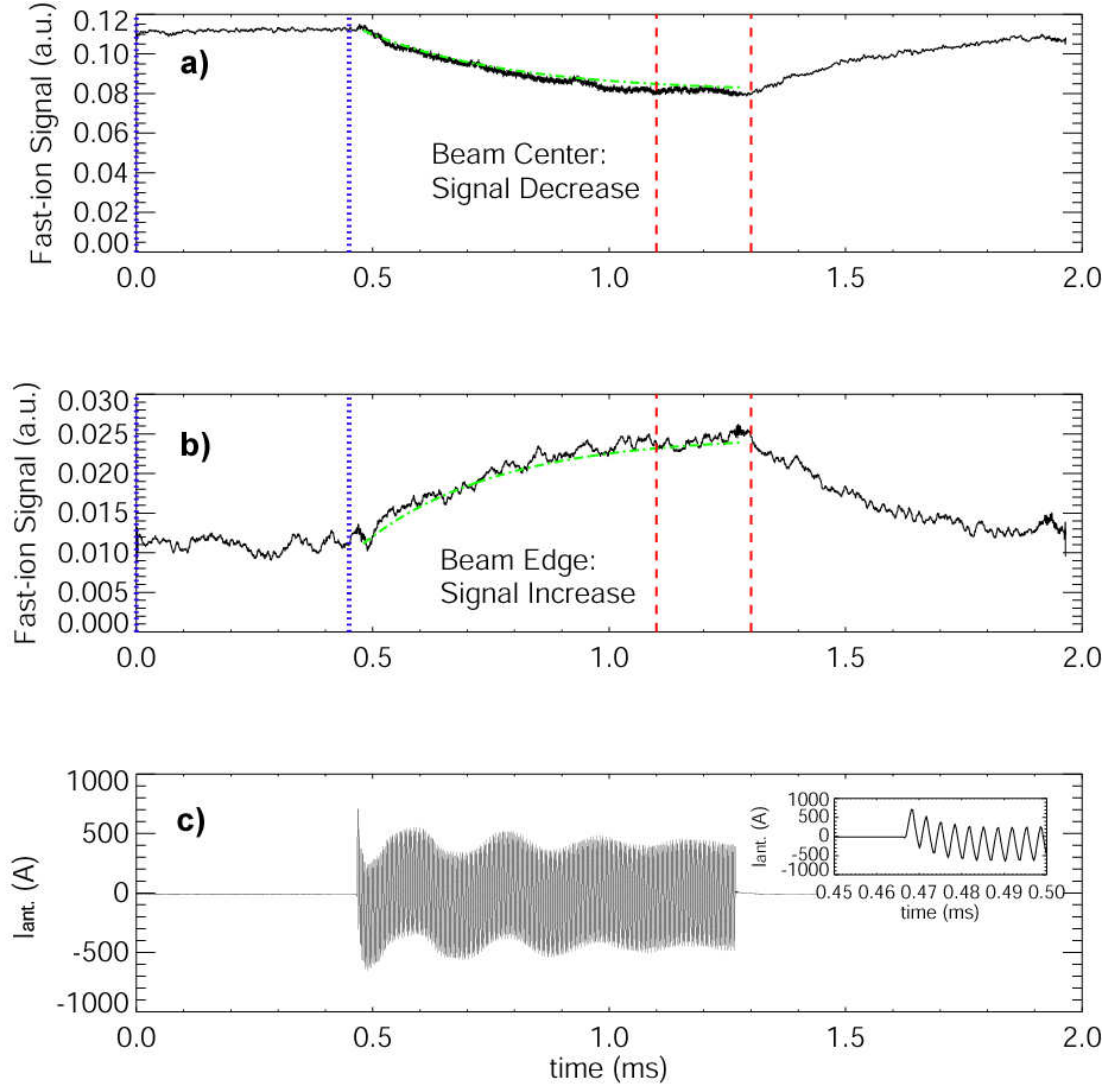 0.12
0.10
0.08
0.06
0.04
0.02
0.00
Fast-ion Signal (a.u.)
a)
Beam Center:
Signal Decrease
0.0 0.5 1.0 1.5 2.0
0.030
0.025
0.020
0.015
0.010
0.005
0.000
Fast-ion Signal (a.u.)
b)
Beam Edge:
Signal Increase
0.0 0.5 1.0 1.5 2.0
1000
500
0
-500
-1000
Iant. (A)
c)
1000
500
0
-500
-1000
Iant. (A)
0.45 0.46 0.47 0.48 0.49 0.50
time (ms)
0.0 0.5 1.0 1.5 2.0
time (ms)